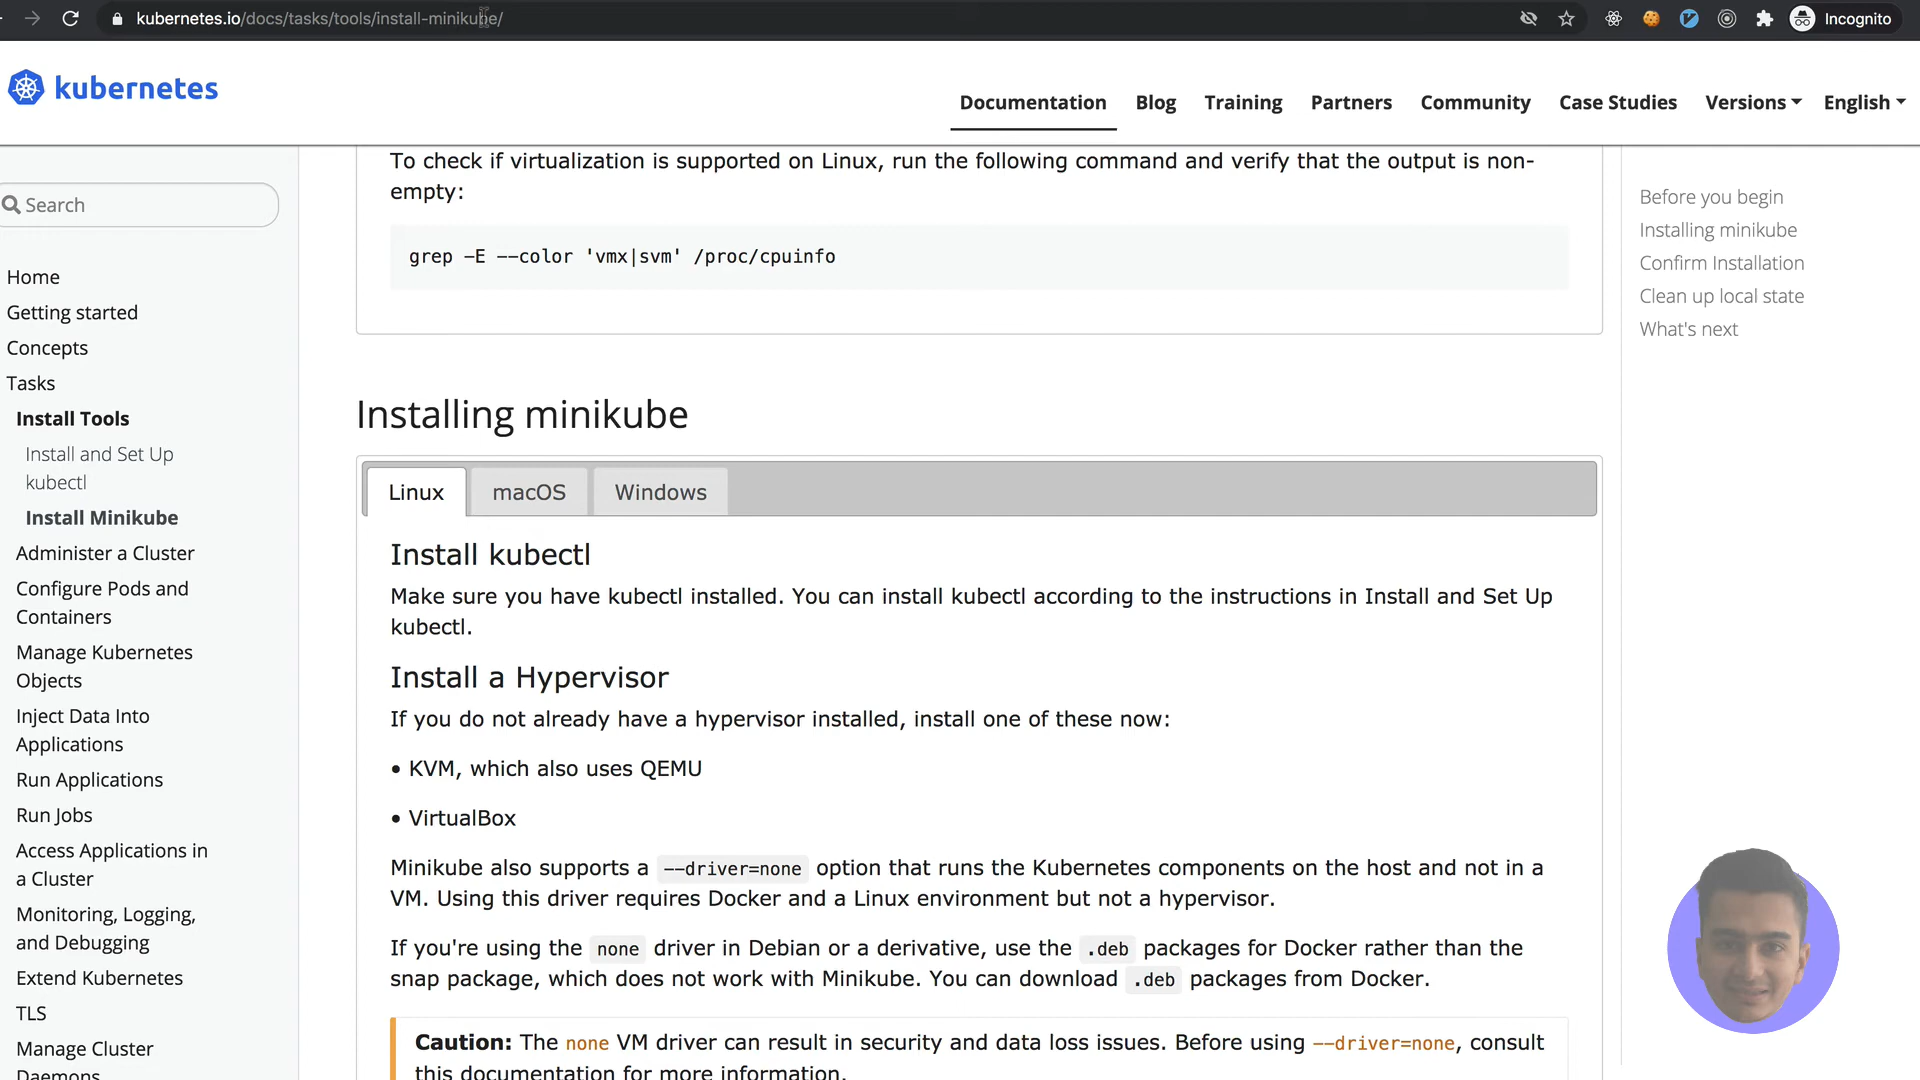 kubernetes.io/docs/tasks/tools/install-minikube/
Incognito
kubernetes
Documentation
Blog
Training
Partners
Community
Case Studies
Versions
English
Search
Home
Getting started
Concepts
Tasks
Install Tools
Install and Set Up
kubectl
Install Minikube
Administer a Cluster
Configure Pods and
Containers
Manage Kubernetes
Objects
Inject Data Into
Applications
Run Applications
Run Jobs
Access Applications in
a Cluster
Monitoring, Logging,
and Debugging
Extend Kubernetes
TLS
Manage Cluster
Daemons
To check if virtualization is supported on Linux, run the following command and verify that the output is non-
empty:
grep -E --color 'vmx|svm' /proc/cpuinfo
Installing minikube
Linux
macOS
Windows
Install kubectl
Make sure you have kubectl installed. You can install kubectl according to the instructions in Install and Set Up
kubectl.
Install a Hypervisor
If you do not already have a hypervisor installed, install one of these now:
• KVM, which also uses QEMU
• VirtualBox
Minikube also supports a --driver=none option that runs the Kubernetes components on the host and not in a
VM. Using this driver requires Docker and a Linux environment but not a hypervisor.
If you're using the none driver in Debian or a derivative, use the .deb packages for Docker rather than the
snap package, which does not work with Minikube. You can download .deb packages from Docker.
Caution: The none VM driver can result in security and data loss issues. Before using --driver=none, consult
this documentation for more information.
Before you begin
Installing minikube
Confirm Installation
Clean up local state
What's next